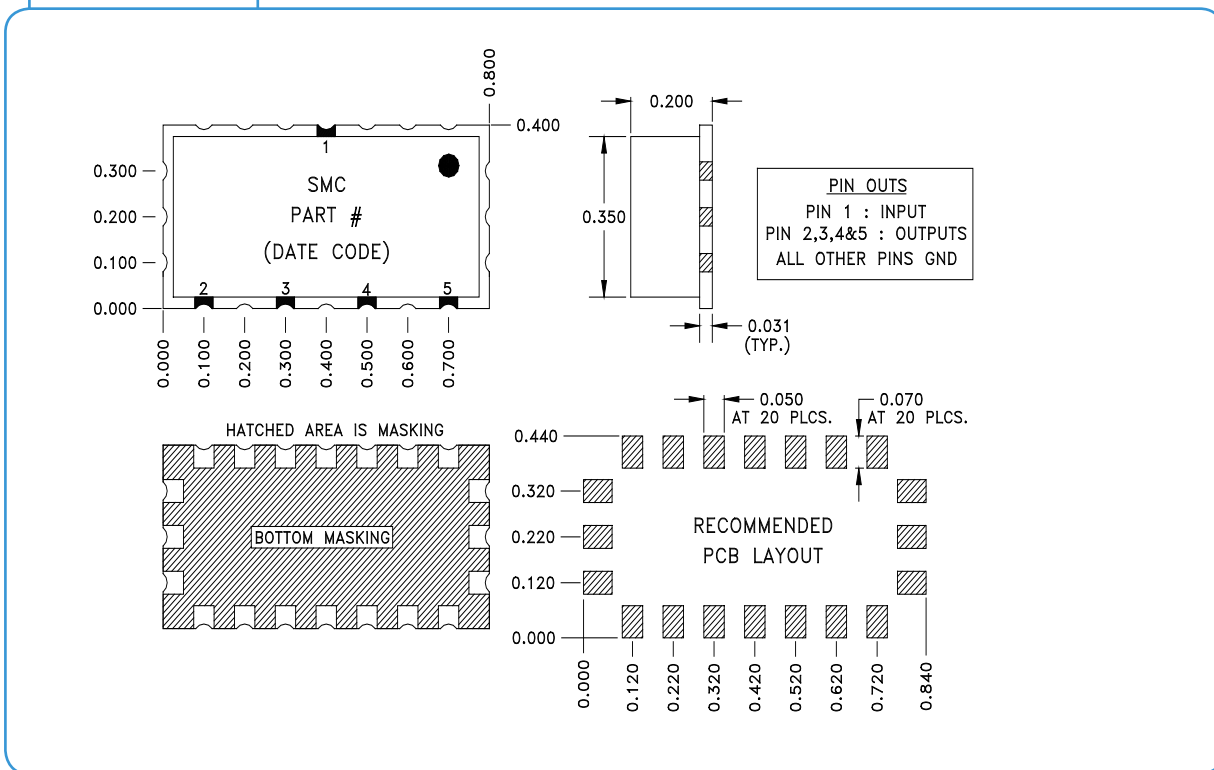 0.800
0.400
0.300
0.200
0.100
0.000
1
SMC
PART #
(DATE CODE)
2 3 4 5
0.000 0.100 0.200 0.300 0.400 0.500 0.600 0.700
0.200
0.350
0.031
(TYP.)
PIN OUTS
PIN 1 : INPUT
PIN 2,3,4&5 : OUTPUTS
ALL OTHER PINS GND
HATCHED AREA IS MASKING
BOTTOM MASKING
0.050
AT 20 PLCS.
0.070
AT 20 PLCS.
0.440
0.320
0.220
0.120
0.000
RECOMMENDED
PCB LAYOUT
0.000 0.120 0.220 0.320 0.420 0.520 0.620 0.720 0.840